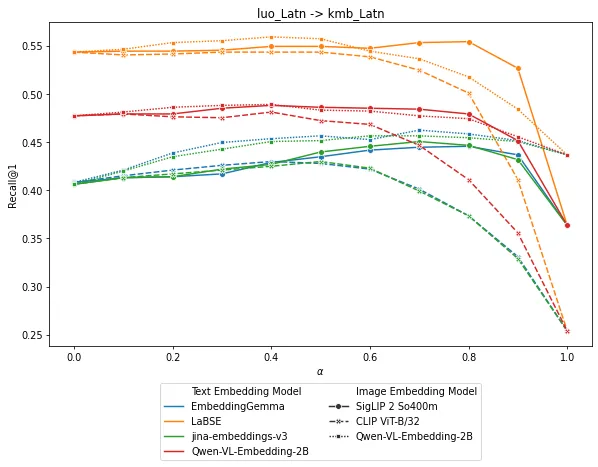 luo_Latn -> kmb_Latn
Recall@1
0.55
0.50
0.45
0.40
0.35
0.30
0.25
0.0
0.2
0.4
0.6
0.8
1.0
α
Text Embedding Model
EmbeddingGemma
LaBSE
jina-embeddings-v3
Qwen-VL-Embedding-2B
Image Embedding Model
SigLIP 2 So400m
CLIP ViT-B/32
Qwen-VL-Embedding-2B